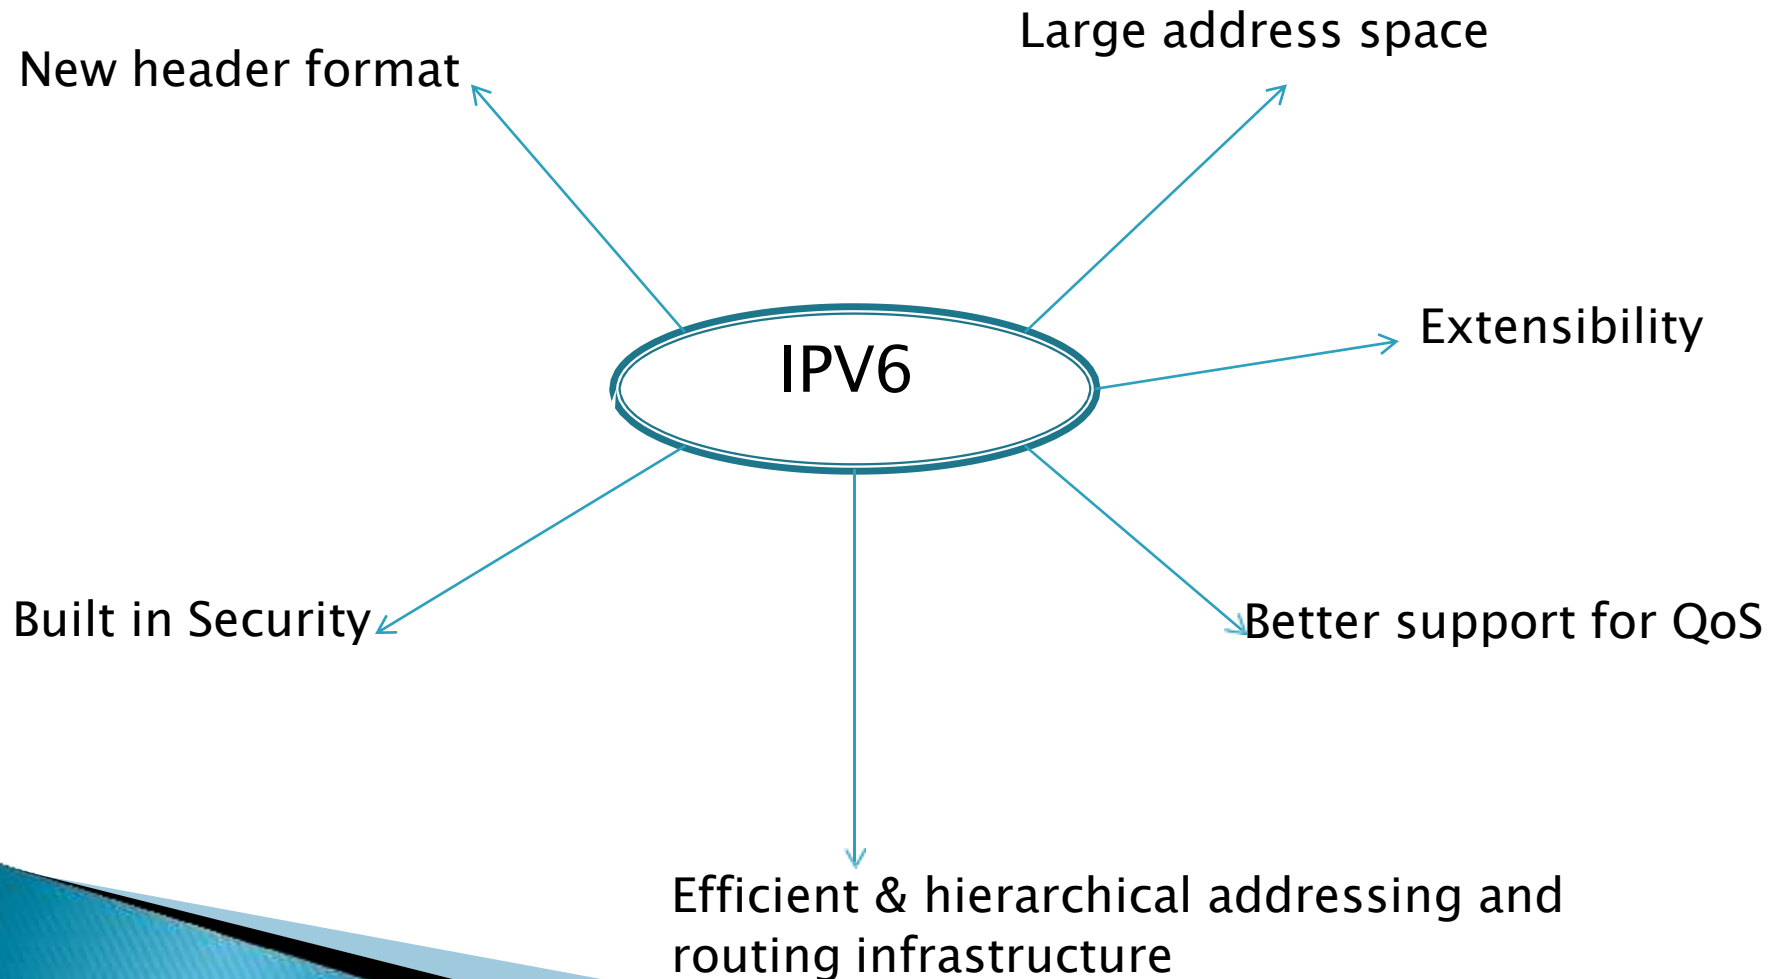 Large address space
New header format
Extensibility
IPV6
Built in Security
Better support for QoS
Efficient & hierarchical addressing and
routing infrastructure